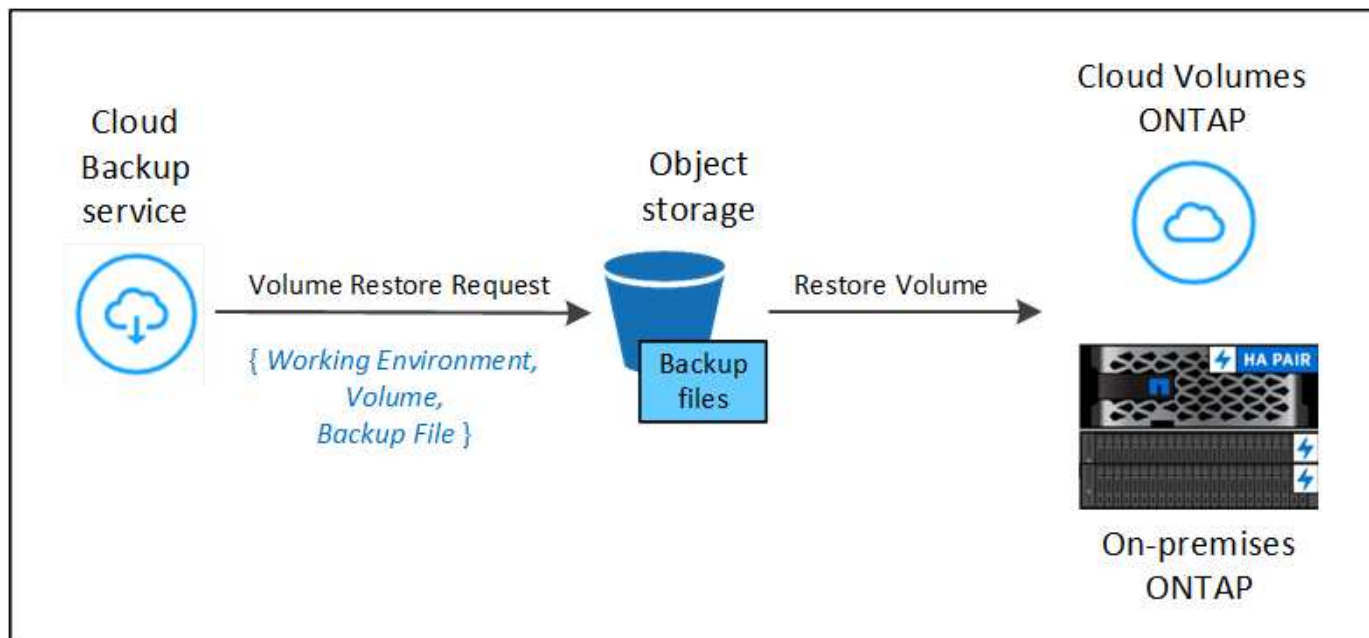 Cloud
Backup
service
Volume Restore Request
{ Working Environment,
Volume,
Backup File }
Object
storage
Backup
files
Restore Volume
Cloud Volumes
ONTAP
HA PAIR
On-premises
ONTAP